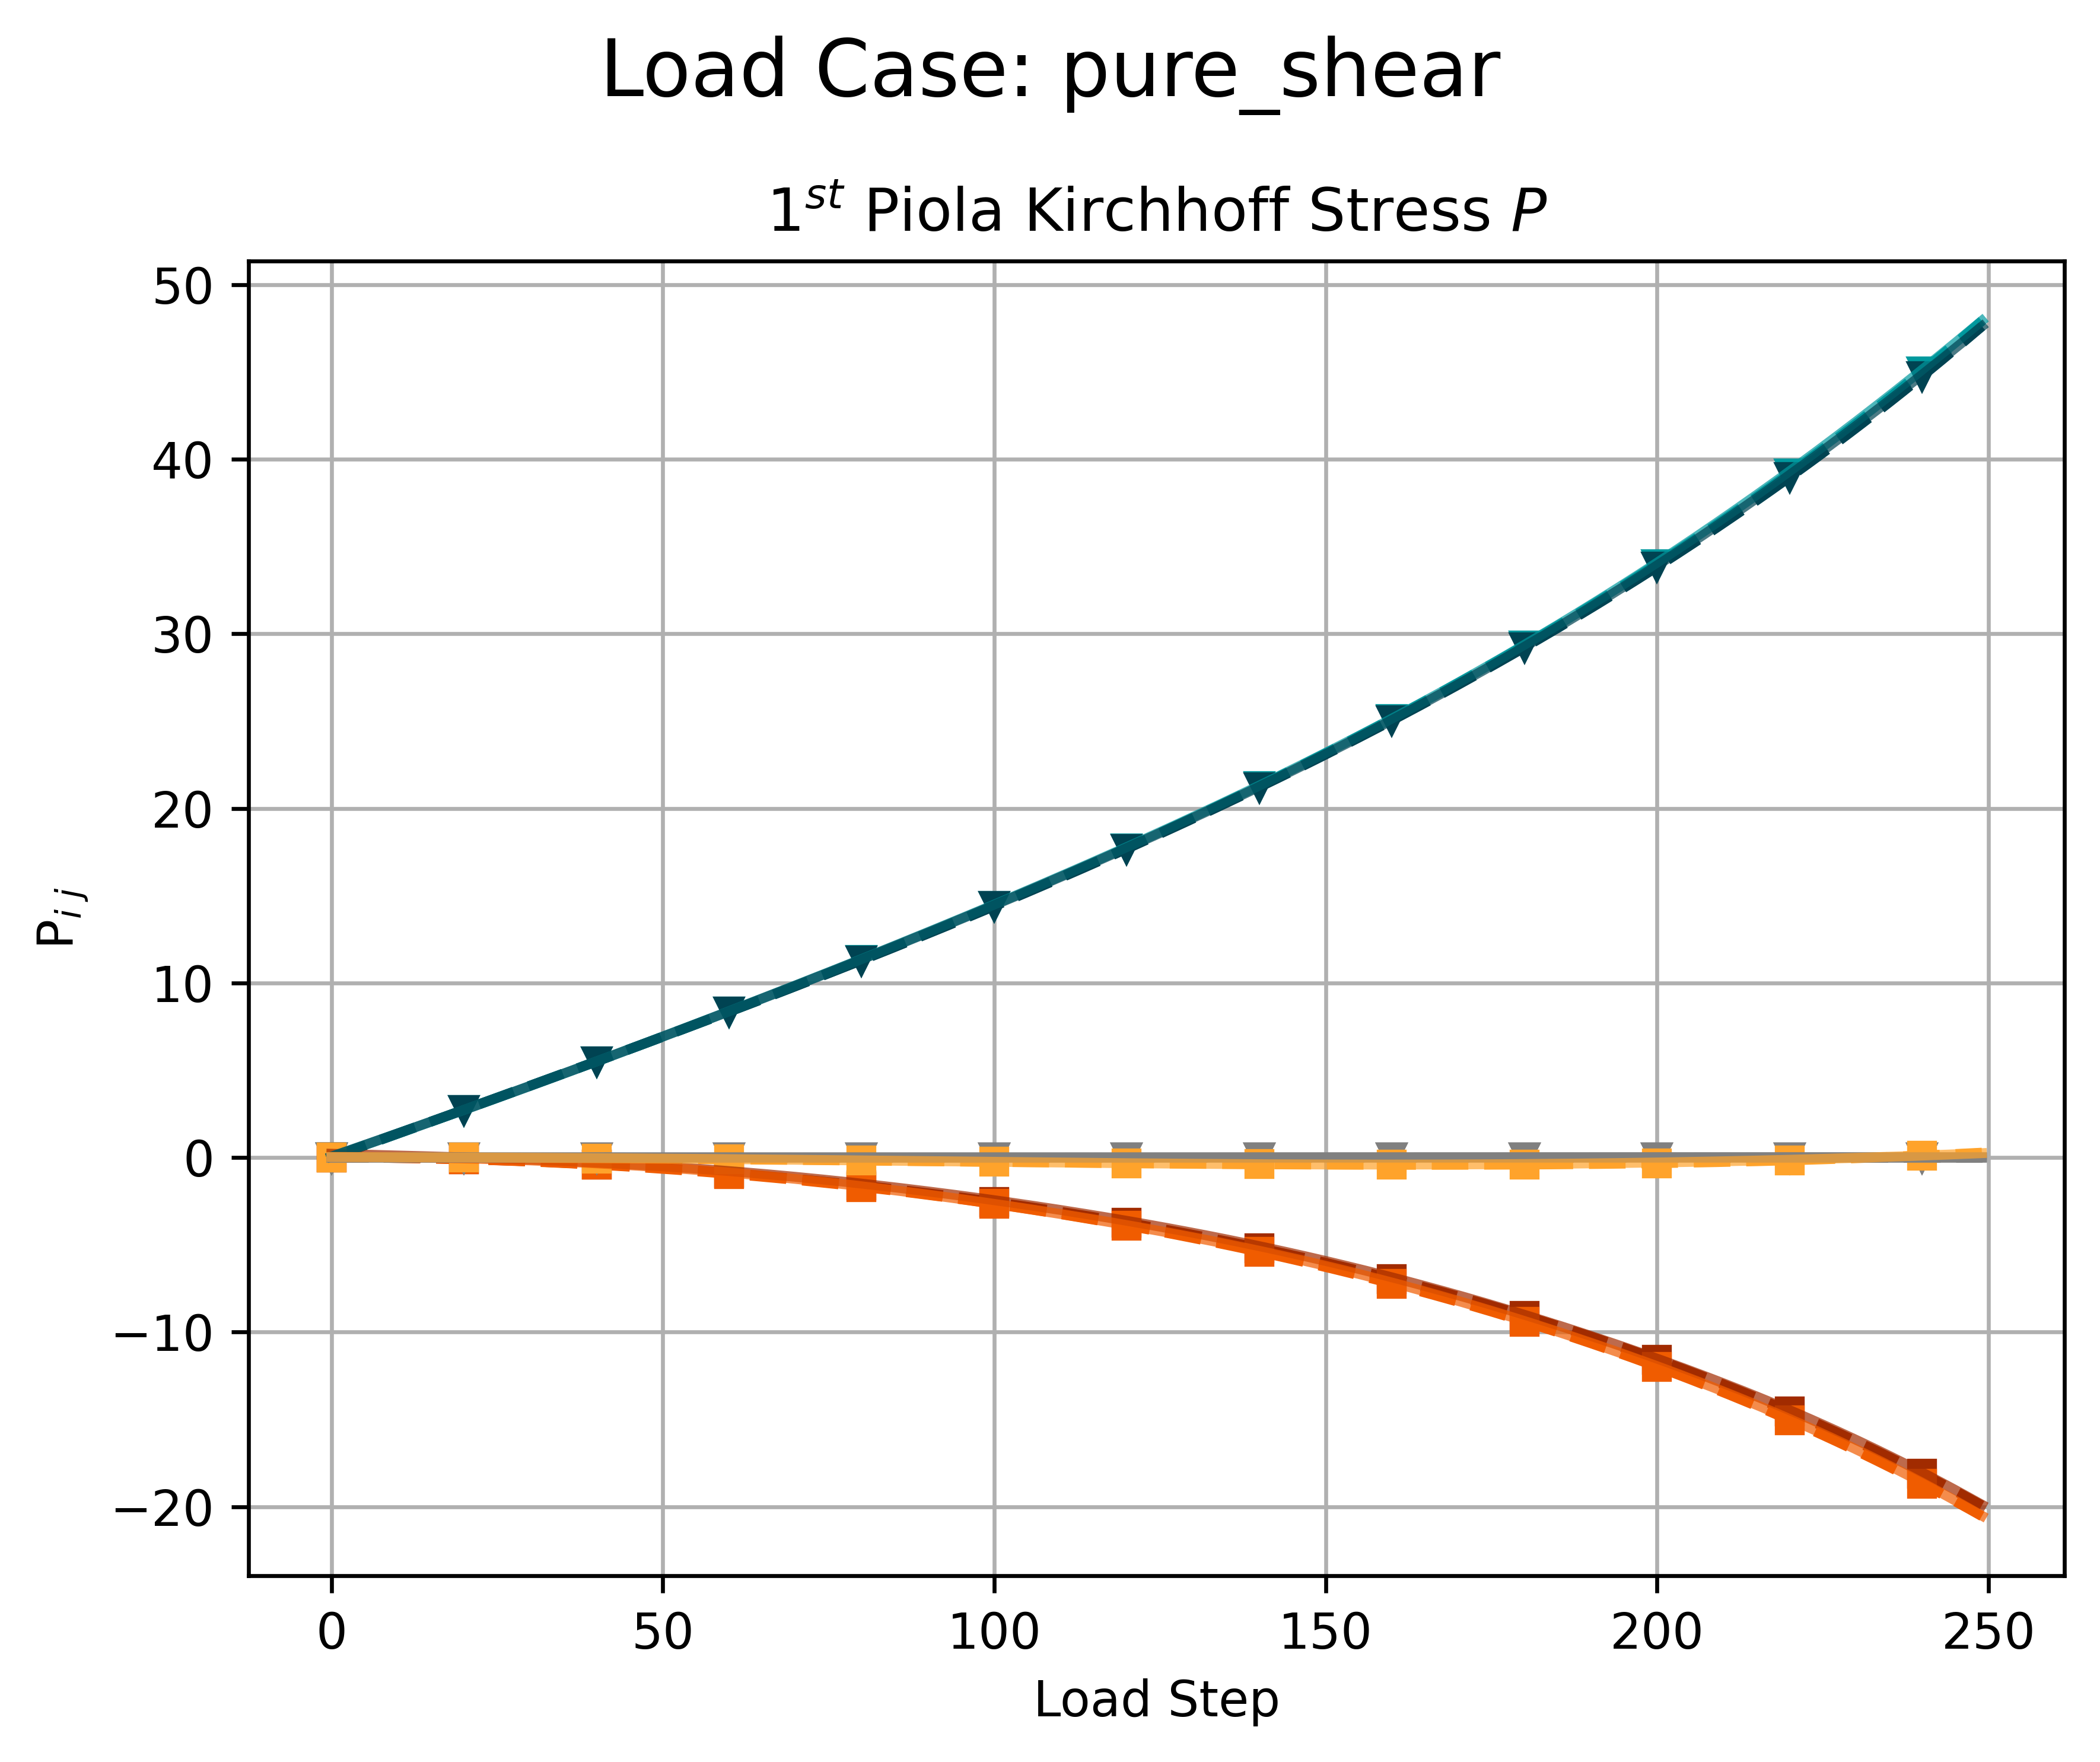 Load Case: pure_shear
1st Piola Kirchhoff Stress P
50
40
30
20
10
0
−10
−20
Pi j
0 50 100 150 200 250
Load Step